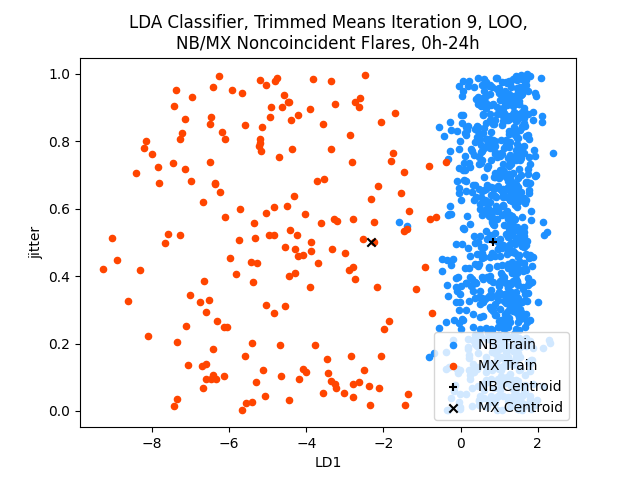 LDA Classifier, Trimmed Means Iteration 9, LOO,
NB/MX Noncoincident Flares, 0h-24h
jitter
1.0
0.8
0.6
0.4
0.2
0.0
−8
−6
−4
−2
0
2
LD1
NB Train
MX Train
NB Centroid
MX Centroid